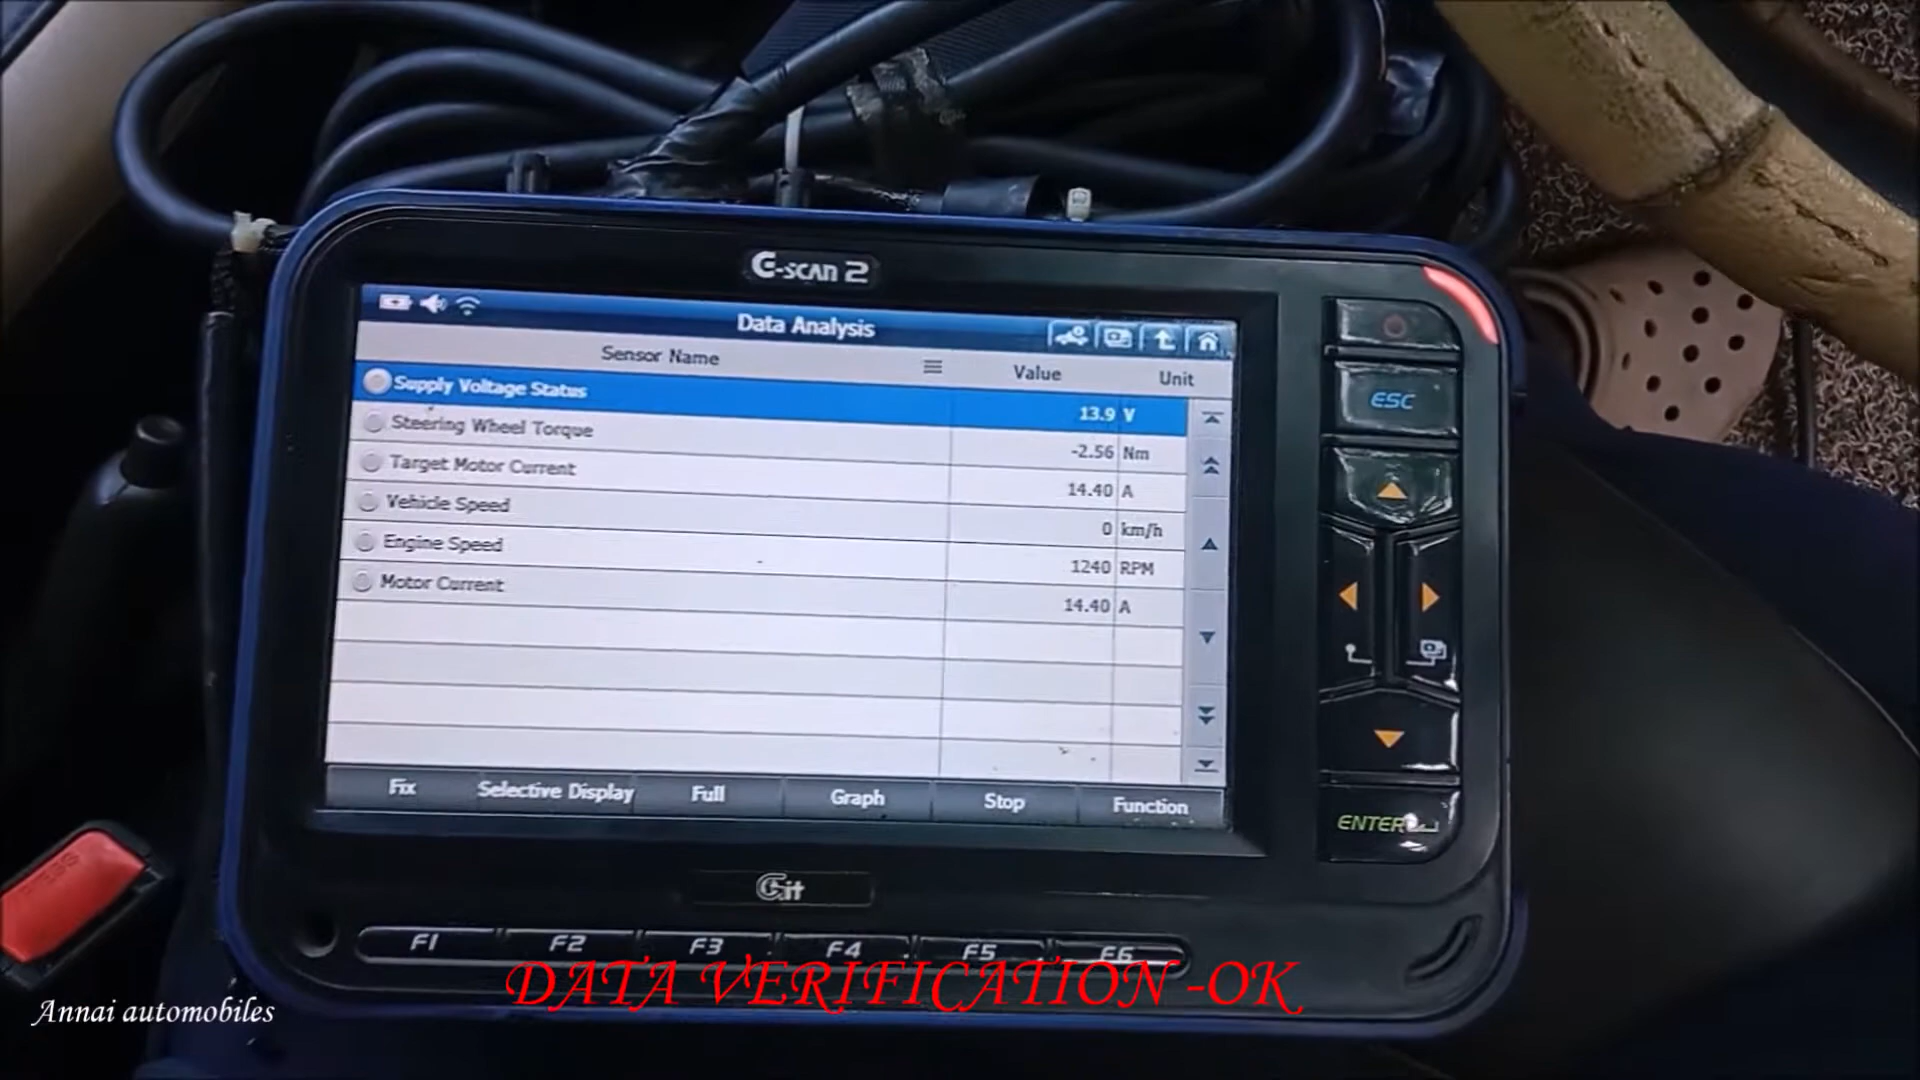 G-scan 2
Data Analysis
Sensor Name Value Unit
Supply Voltage Status 13.9 V
Steering Wheel Torque -2.56 Nm
Target Motor Current 14.40 A
Vehicle Speed 0 km/h
Engine Speed 1240 RPM
Motor Current 14.40 A
Fix Selective Display Full Graph Stop Function
ESC
ENTER
Git
F1 F2 F3 F4 F5 F6
DATA VERIFICATION -OK
Annai automobiles